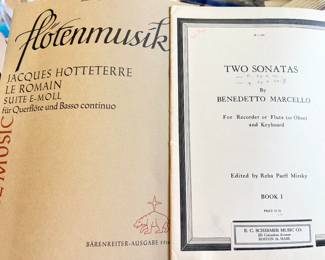 flötenmusik
JACQUES HOTTETERRE
LE ROMAIN
SUITE E-MOLL
für Querflöte und Basso continuo
BÄRENREITER-AUSGABE
MUSIC
TWO SONATAS
By
BENEDETTO MARCELLO
For Recorder or Flute (or Oboe)
and Keyboard
Edited by Reba Paeff Mirsky
BOOK I
E. C. SCHIRMER MUSIC CO.
BOSTON 16, MASS.